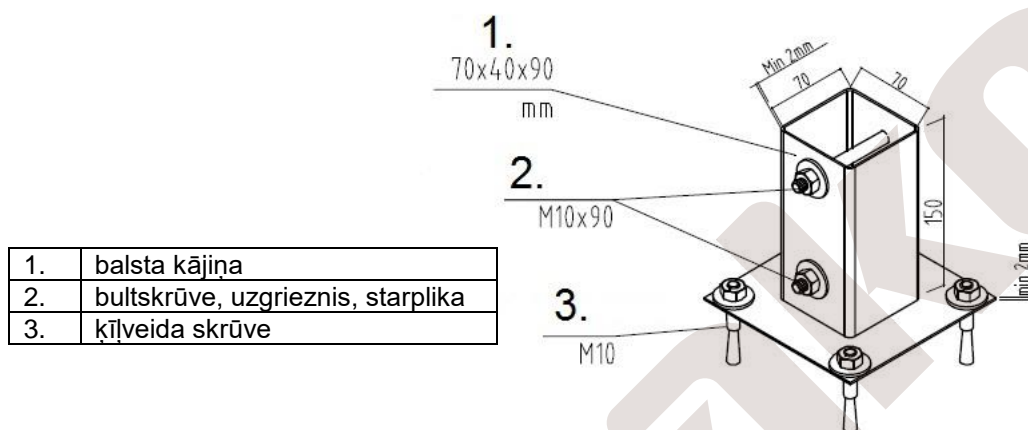 1.
70x40x90
mm
Min 2mm
70
70
2.
M10x90
150
min 2mm
1. balsta kājiņa
2. bultskrūve, uzgrieznis, starplika
3. ķīļveida skrūve
3.
M10